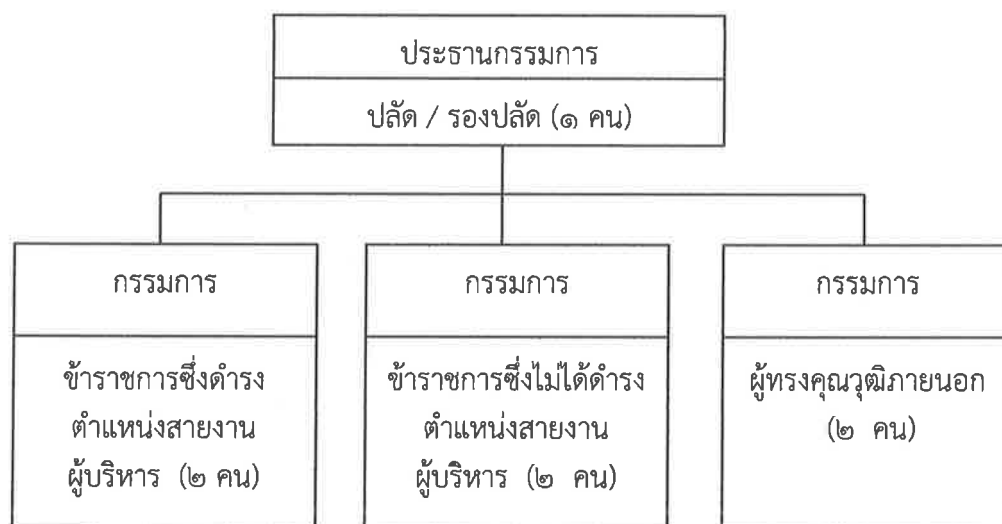 ประธานกรรมการ
ปลัด / รองปลัด (๑ คน)
กรรมการ
ข้าราชการซึ่งดำรง
ตำแหน่งสายงาน
ผู้บริหาร (๒ คน)
กรรมการ
ข้าราชการซึ่งไม่ได้ดำรง
ตำแหน่งสายงาน
ผู้บริหาร (๒ คน)
กรรมการ
ผู้ทรงคุณวุฒิภายนอก
(๒ คน)